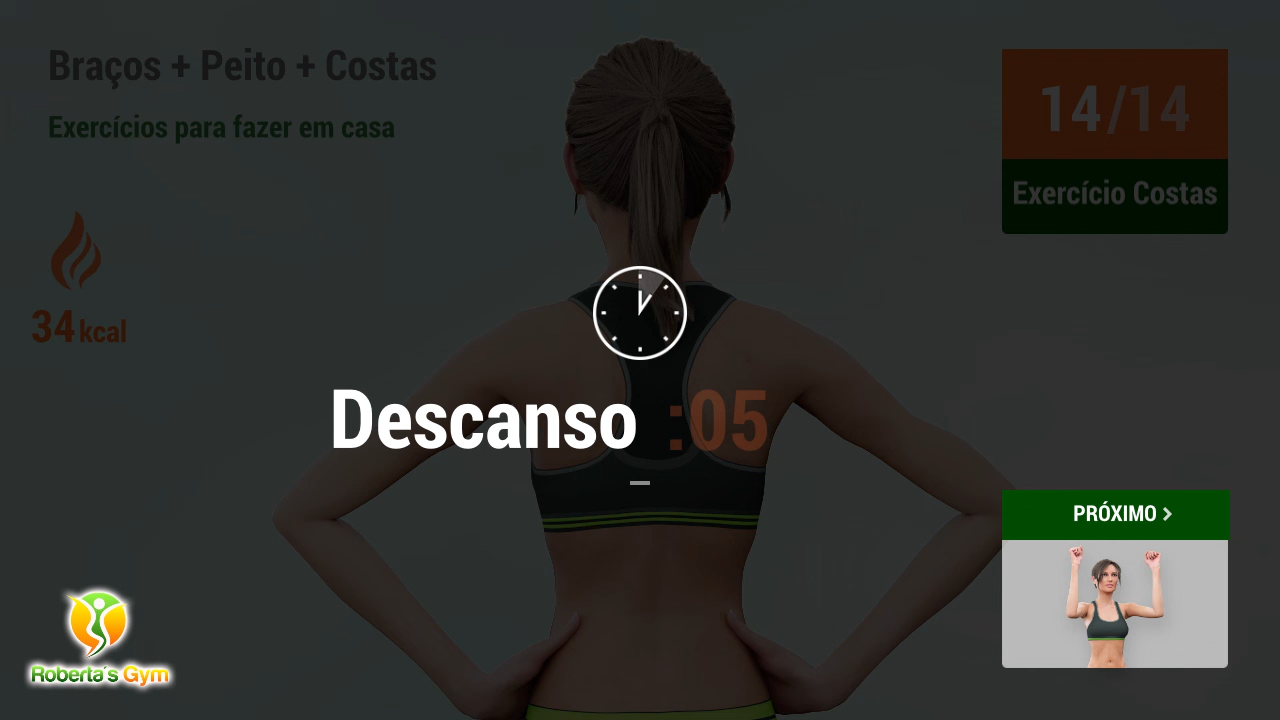 Braços + Peito + Costas
Exercícios para fazer em casa
14/14
Exercício Costas
34 kcal
Descanso :05
PRÓXIMO >
Roberta's Gym